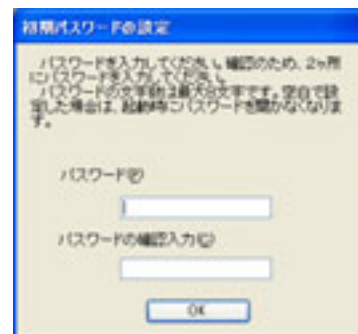 初期パスワードの設定
パスワードを入力してください。確認のため、2ヶ所
にパスワードを入力してください。
パスワードの文字数は最大8文字です。空白で設
定した場合は、起動時にパスワードを聞かなくなりま
す。
パスワード(P)
パスワードの確認入力(C)
OK